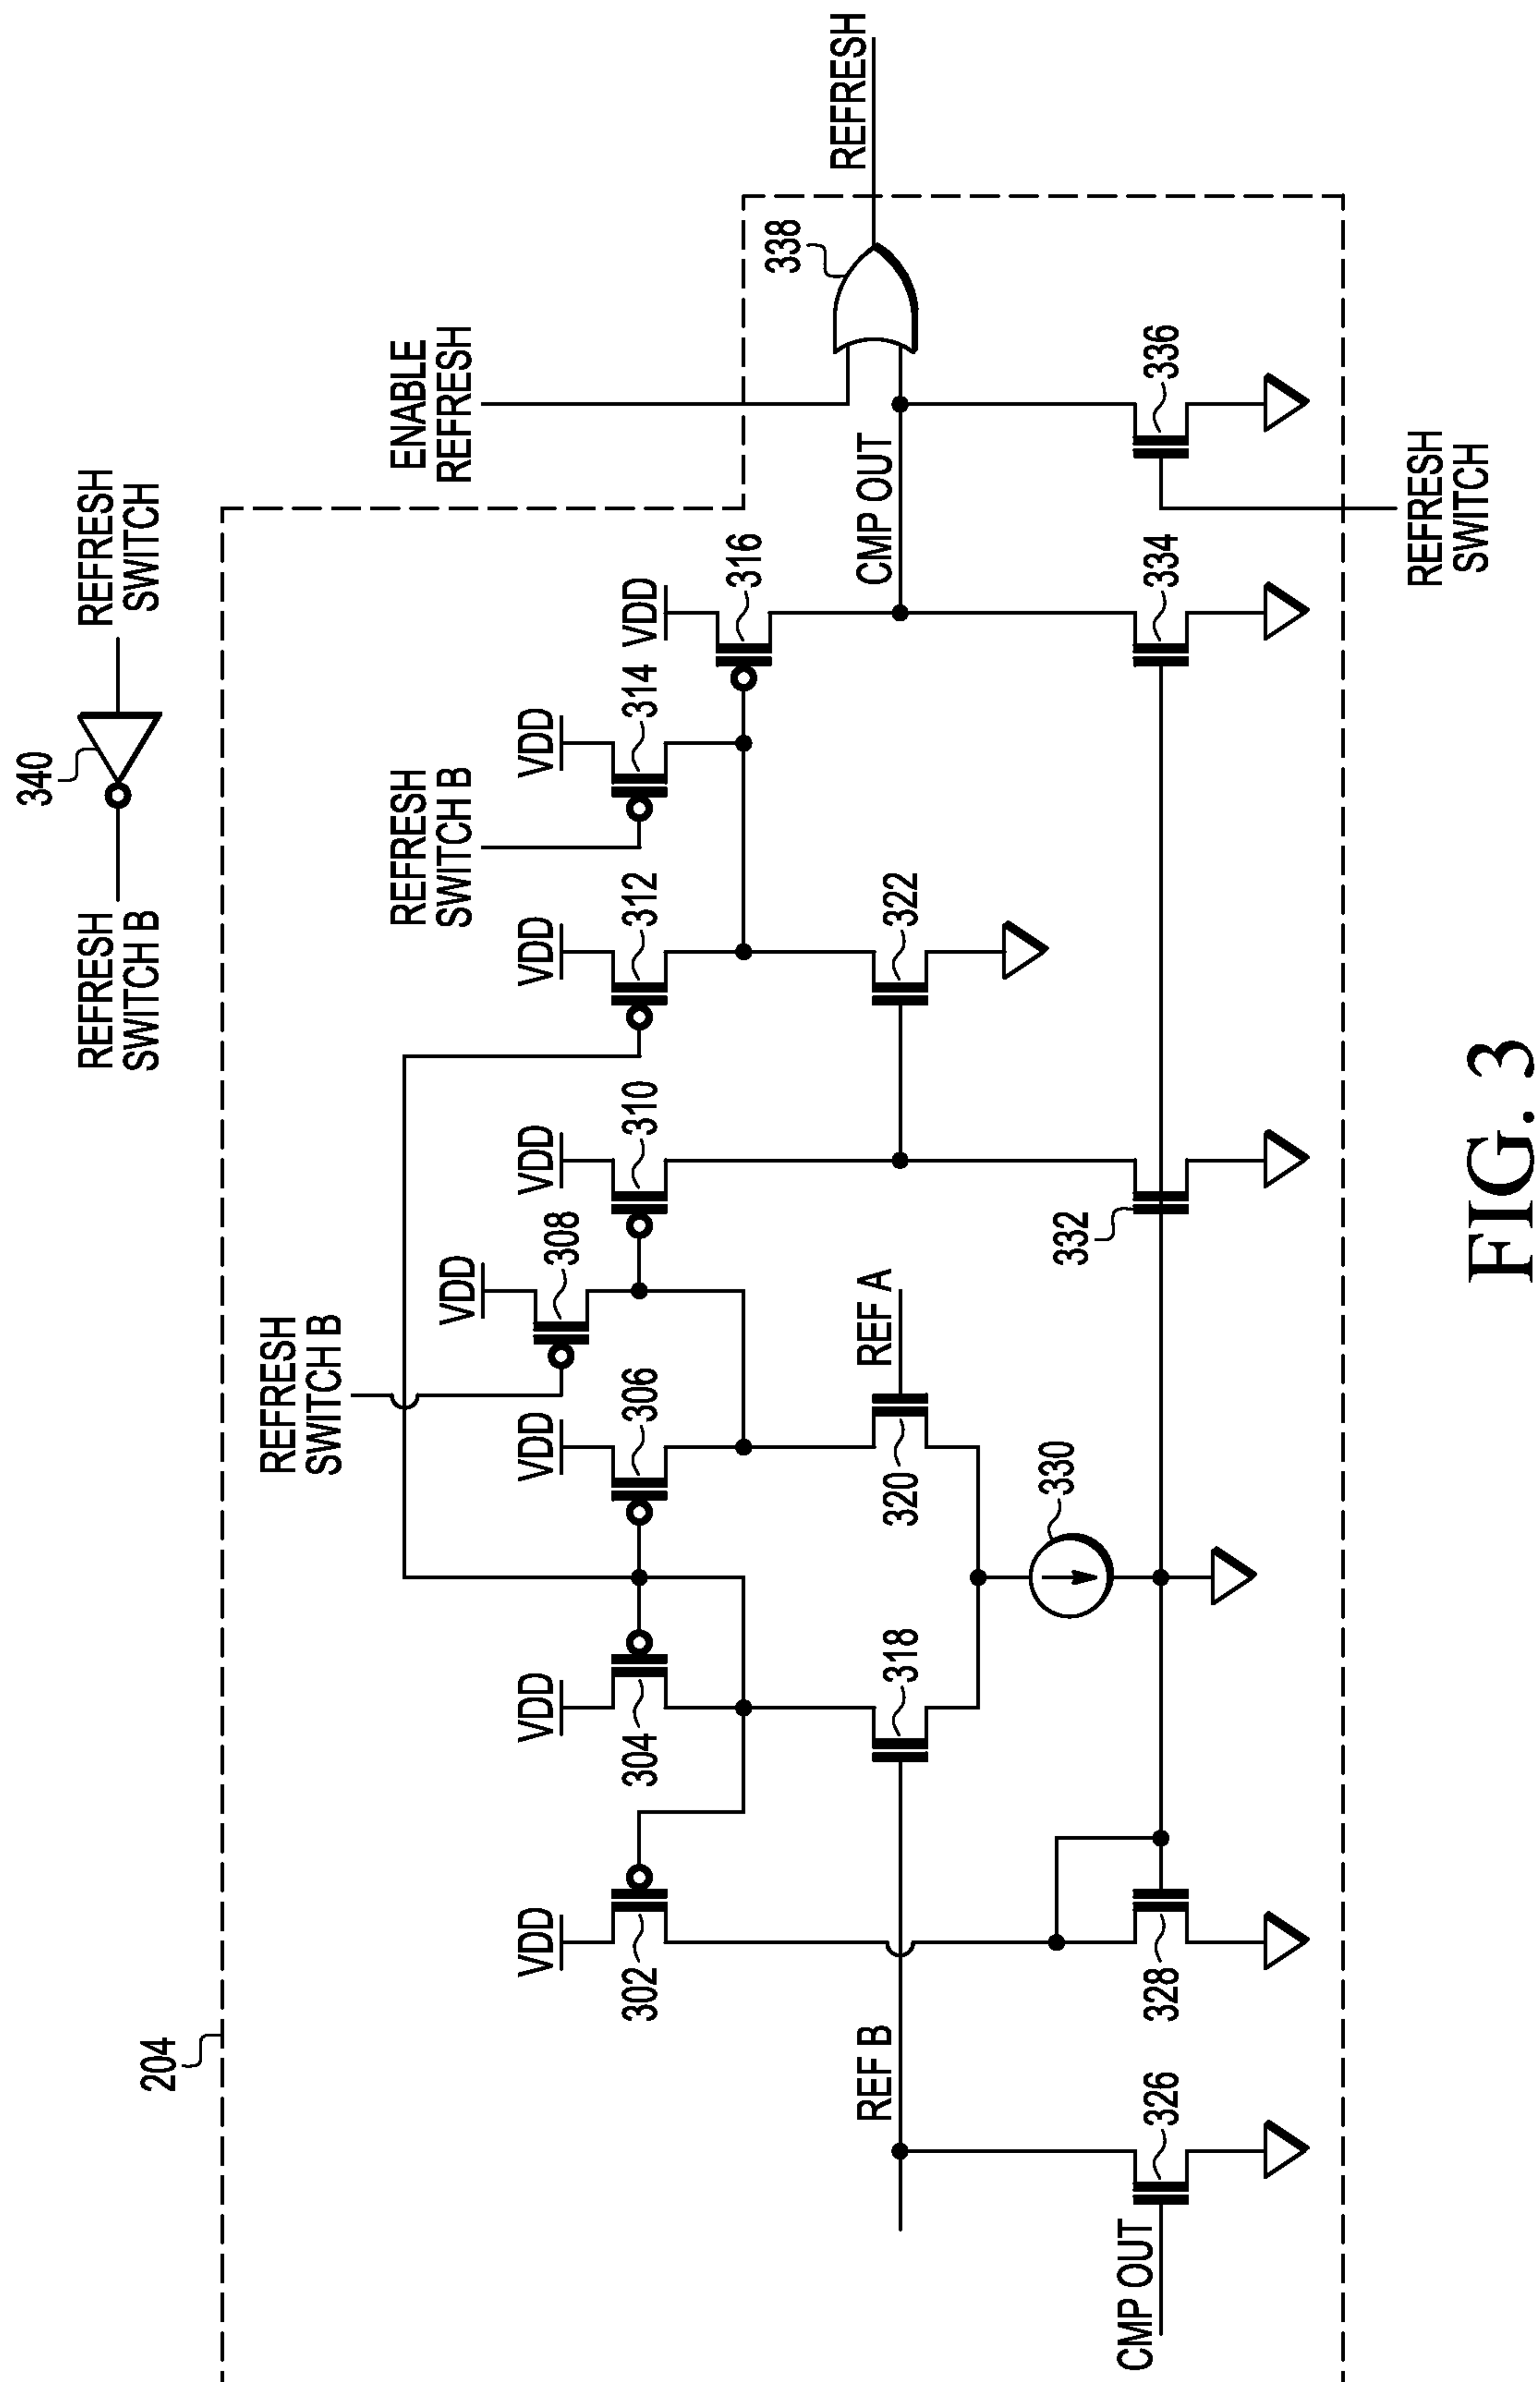 REFRESH
SWITCH B
340
REFRESH
SWITCH
204
REFRESH
SWITCH B
REFRESH
SWITCH B
ENABLE
REFRESH
VDD
308
VDD
302
VDD
304
VDD
306
VDD
310
VDD
312
VDD
314
VDD
316
338
REFRESH
REF B
318
320
REF A
322
CMP OUT
330
CMP OUT
326
328
332
334
336
REFRESH
SWITCH
FIG. 3